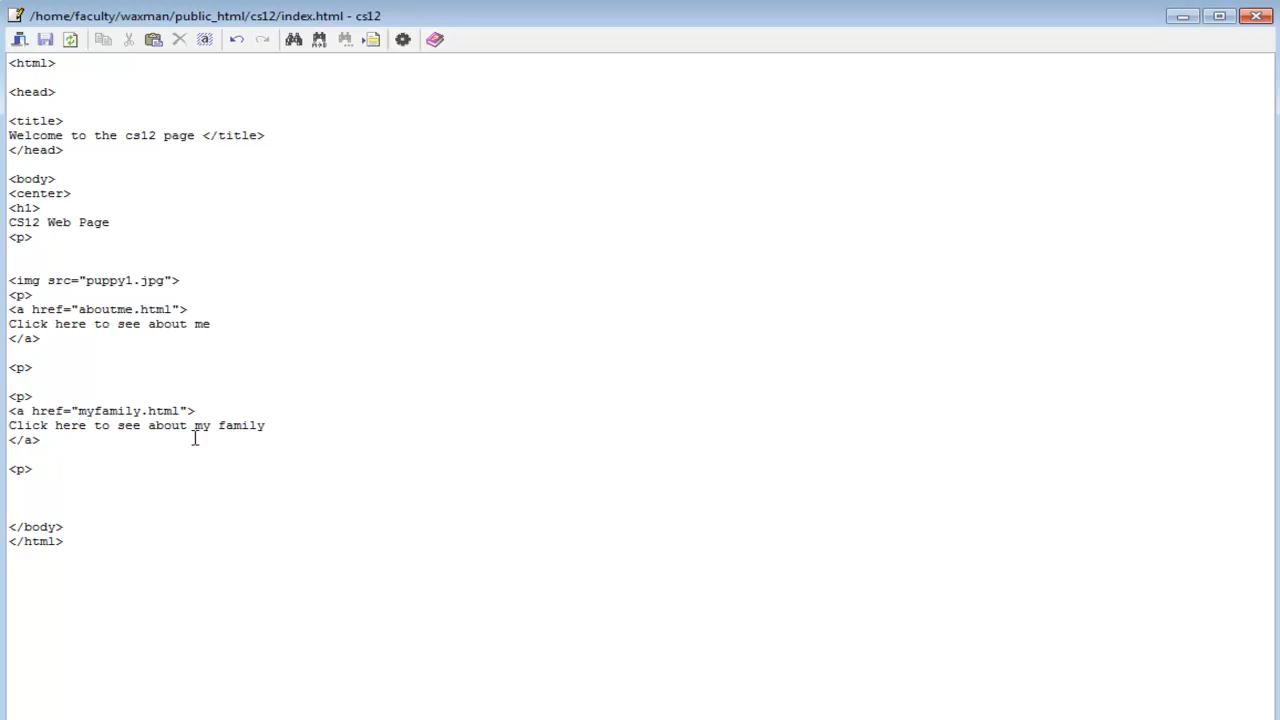 /home/faculty/waxman/public_html/cs12/index.html - cs12
<html>
<head>
<title>
Welcome to the cs12 page </title>
</head>
<body>
<center>
<h1>
CS12 Web Page
<p>
<img src="puppy1.jpg">
<p>
<a href="aboutme.html">
Click here to see about me
</a>
<p>
<p>
<a href="myfamily.html">
Click here to see about my family
</a>
<p>
</body>
</html>